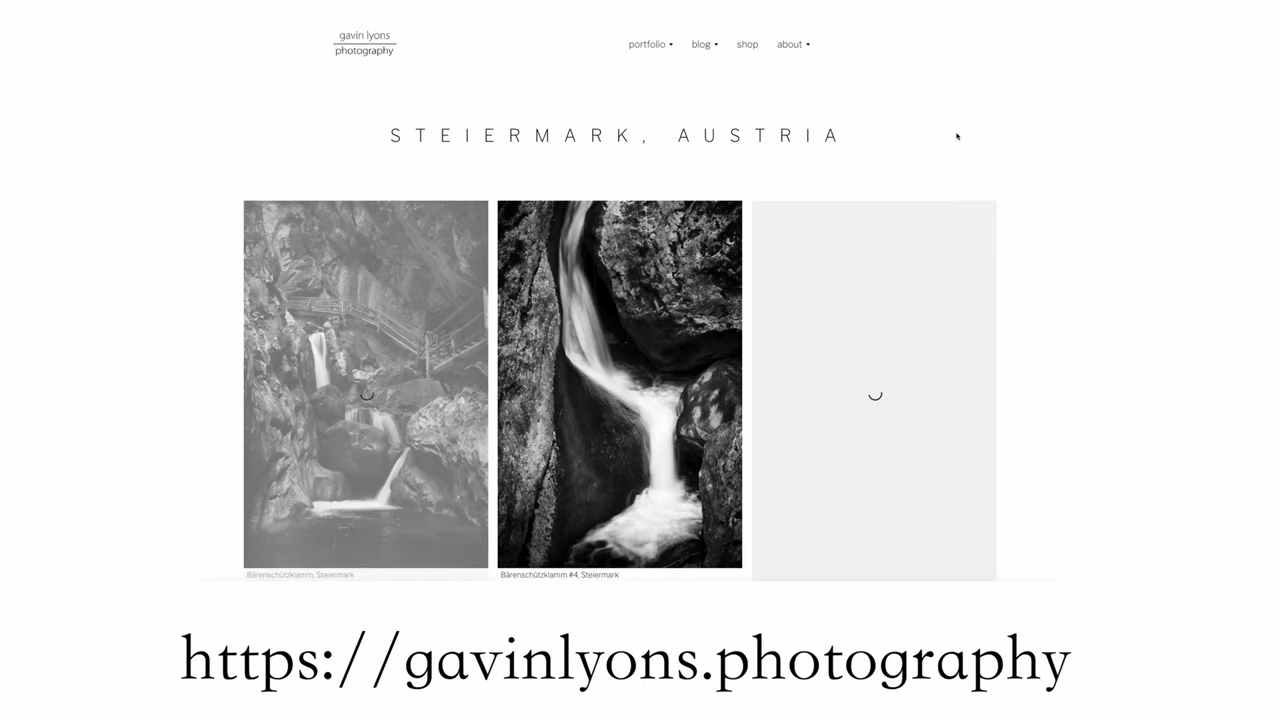 gavin lyons
photography
portfolio ▾ blog ▾ shop about ▾
STEIERMARK, AUSTRIA
Bärenschützklamm, Steiermark
Bärenschützklamm #4, Steiermark
https://gavinlyons.photography